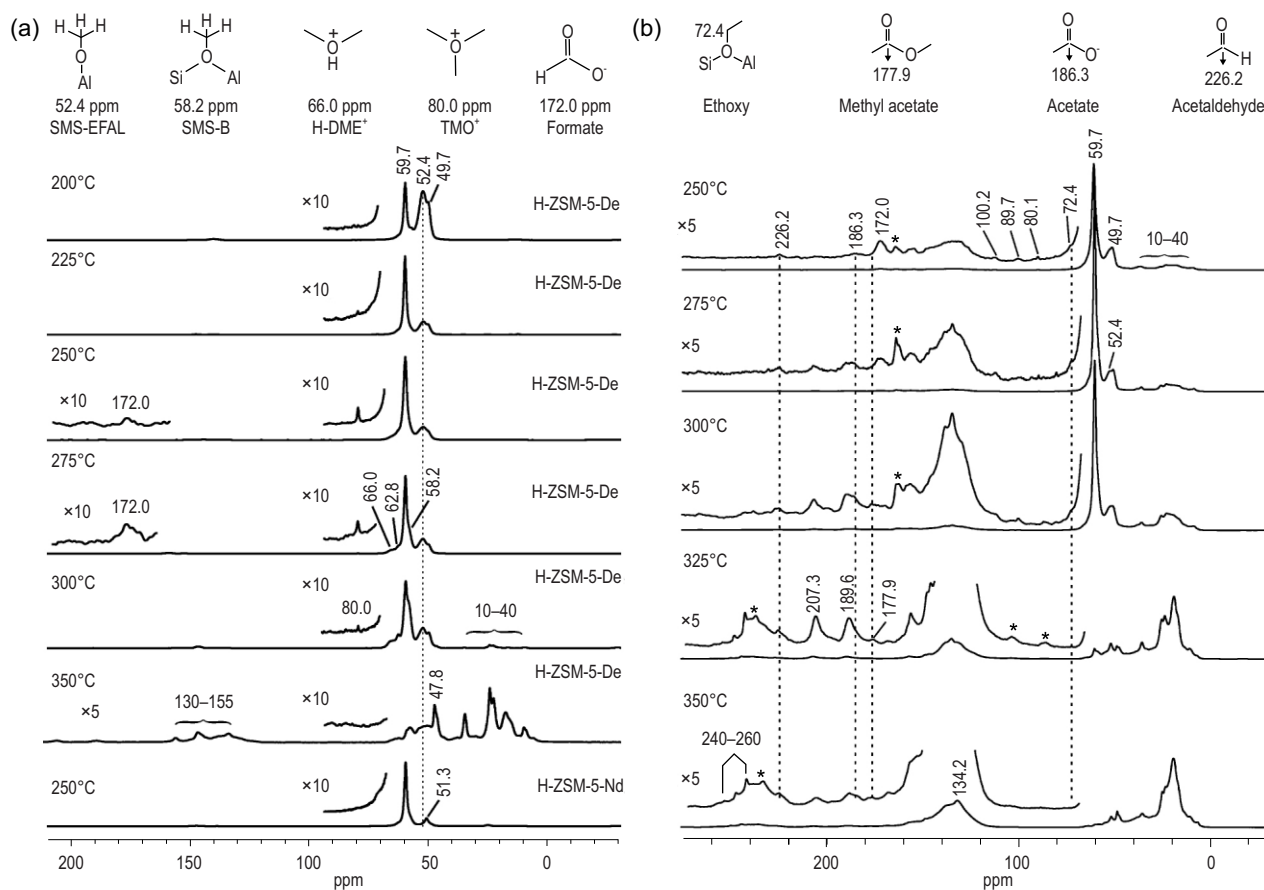 (a)
H H H
O
Al
52.4 ppm
SMS-EFAL
H H H
O
Si Al
58.2 ppm
SMS-B
+
O
H
66.0 ppm
H-DME+
+
O
80.0 ppm
TMO+
O
H O-
172.0 ppm
Formate
200°C
×10
59.7
52.4
49.7
H-ZSM-5-De
225°C
×10
H-ZSM-5-De
250°C
×10
172.0
×10
H-ZSM-5-De
275°C
×10
172.0
×10
66.0
62.8
58.2
H-ZSM-5-De
300°C
×10
80.0
10–40
H-ZSM-5-De
350°C
×5
130–155
×10
47.8
H-ZSM-5-De
250°C
×10
51.3
H-ZSM-5-Nd
200 150 100 50 0
ppm
(b)
72.4
O
Si Al
Ethoxy
O
O
177.9
Methyl acetate
O
O-
186.3
Acetate
O
H
226.2
Acetaldehyde
250°C
×5
226.2
186.3
172.0
*
100.2
89.7
80.1
72.4
59.7
49.7
10–40
275°C
×5
*
52.4
300°C
×5
*
325°C
×5
*
207.3
189.6
177.9
*
*
350°C
×5
240–260
*
134.2
200 100 0
ppm